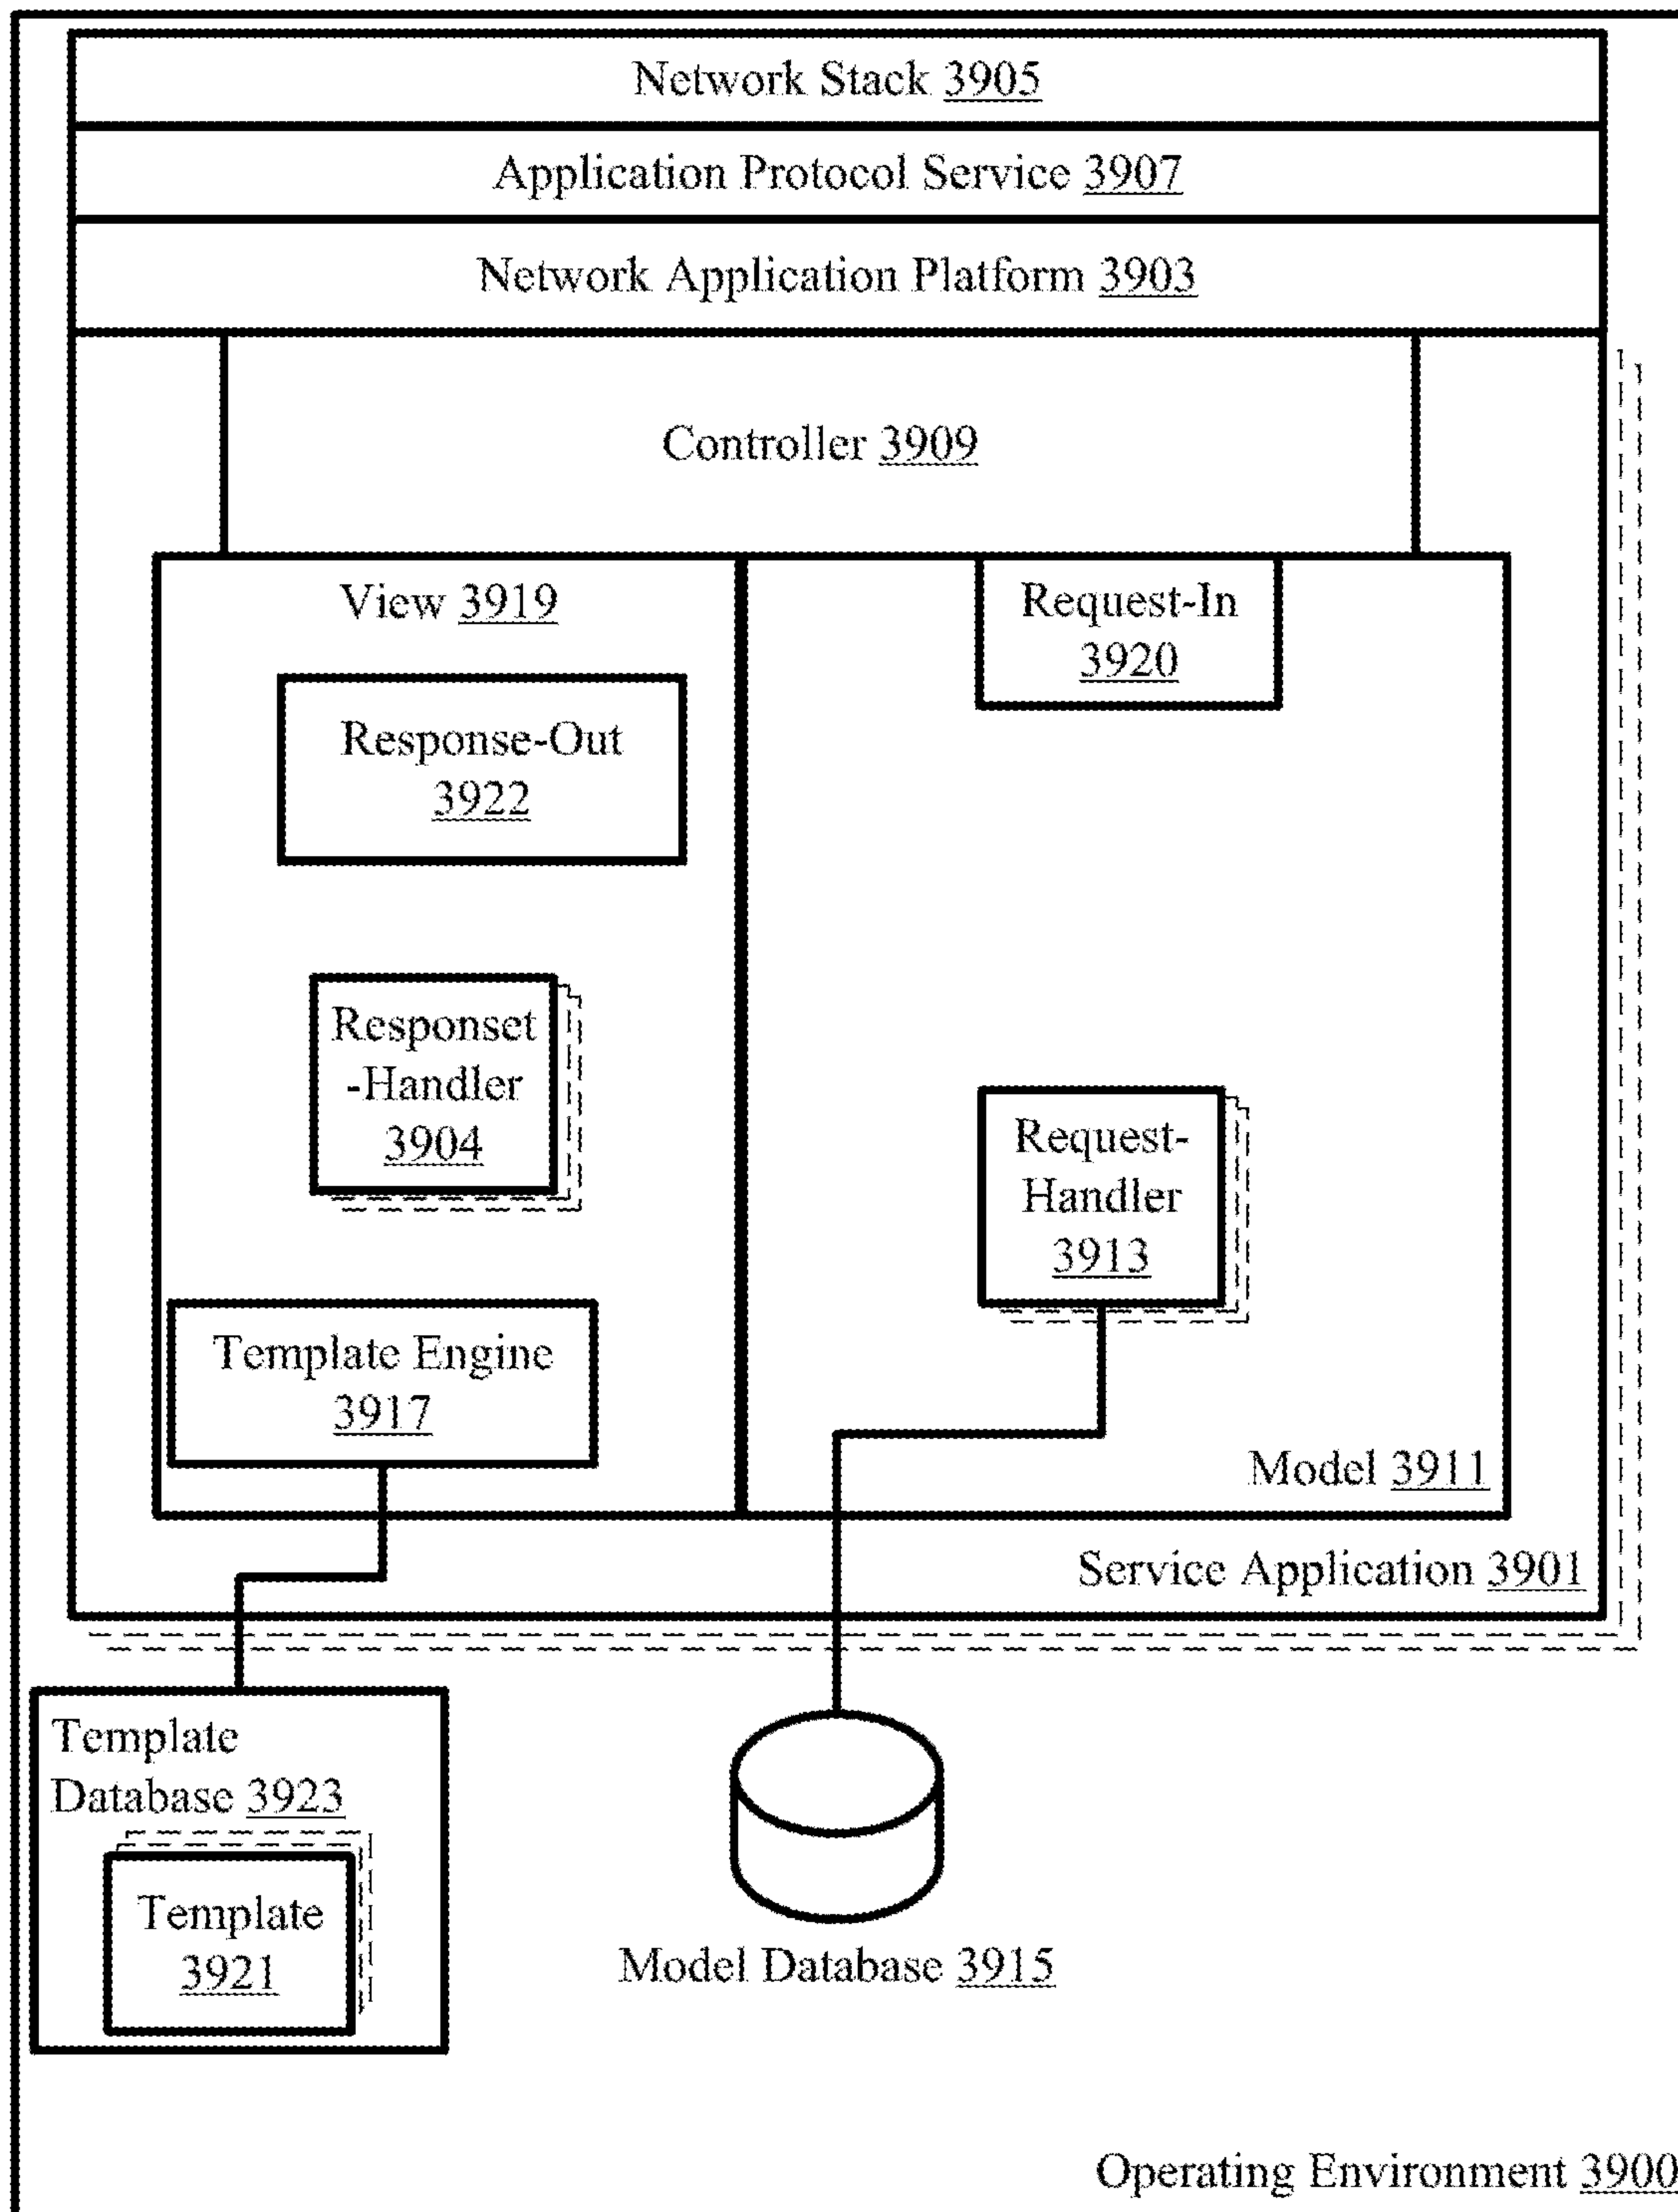 Network Stack 3905
Application Protocol Service 3907
Network Application Platform 3903
Controller 3909
View 3919
Response-Out
3922
Responset
-Handler
3904
Template Engine
3917
Request-In
3920
Request-
Handler
3913
Model 3911
Service Application 3901
Template
Database 3923
Template
3921
Model Database 3915
Operating Environment 3900